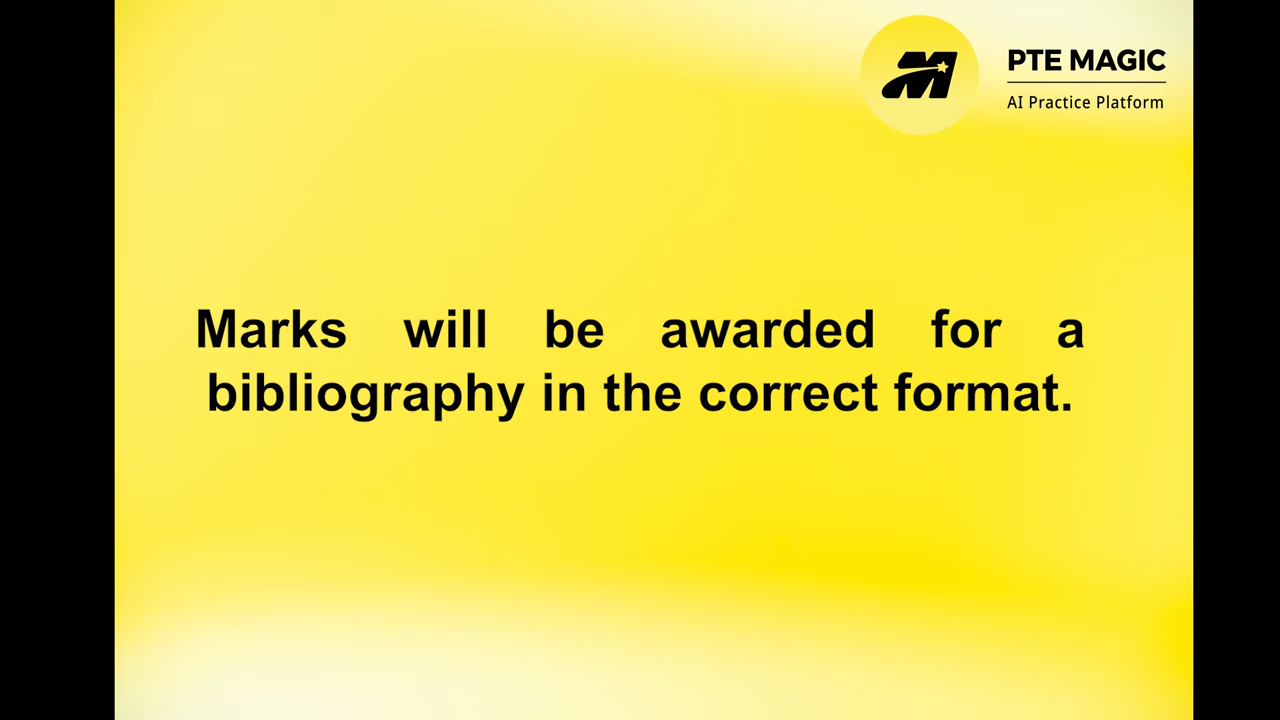 PTE MAGIC
AI Practice Platform
Marks will be awarded for a
bibliography in the correct format.